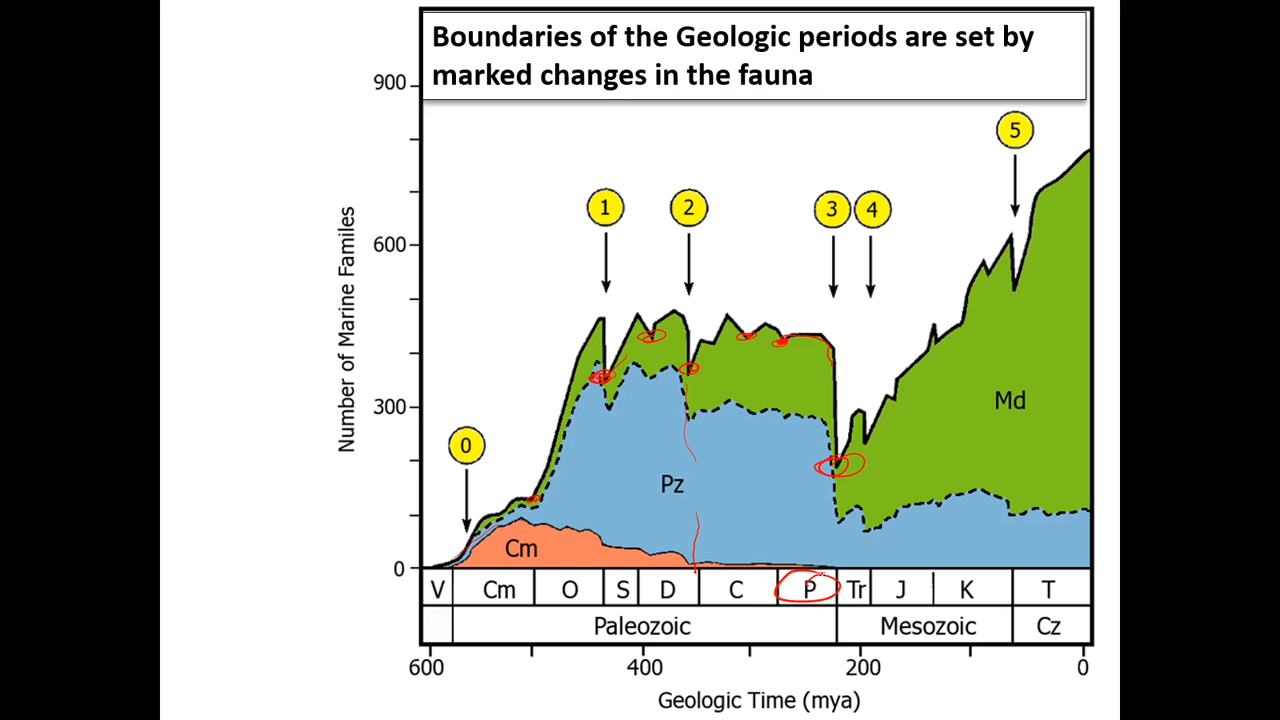 Boundaries of the Geologic periods are set by
marked changes in the fauna
900
600
300
0
Number of Marine Familes
0
1
2
3
4
5
Md
Pz
Cm
V Cm O S D C P Tr J K T
Paleozoic Mesozoic Cz
600 400 200 0
Geologic Time (mya)